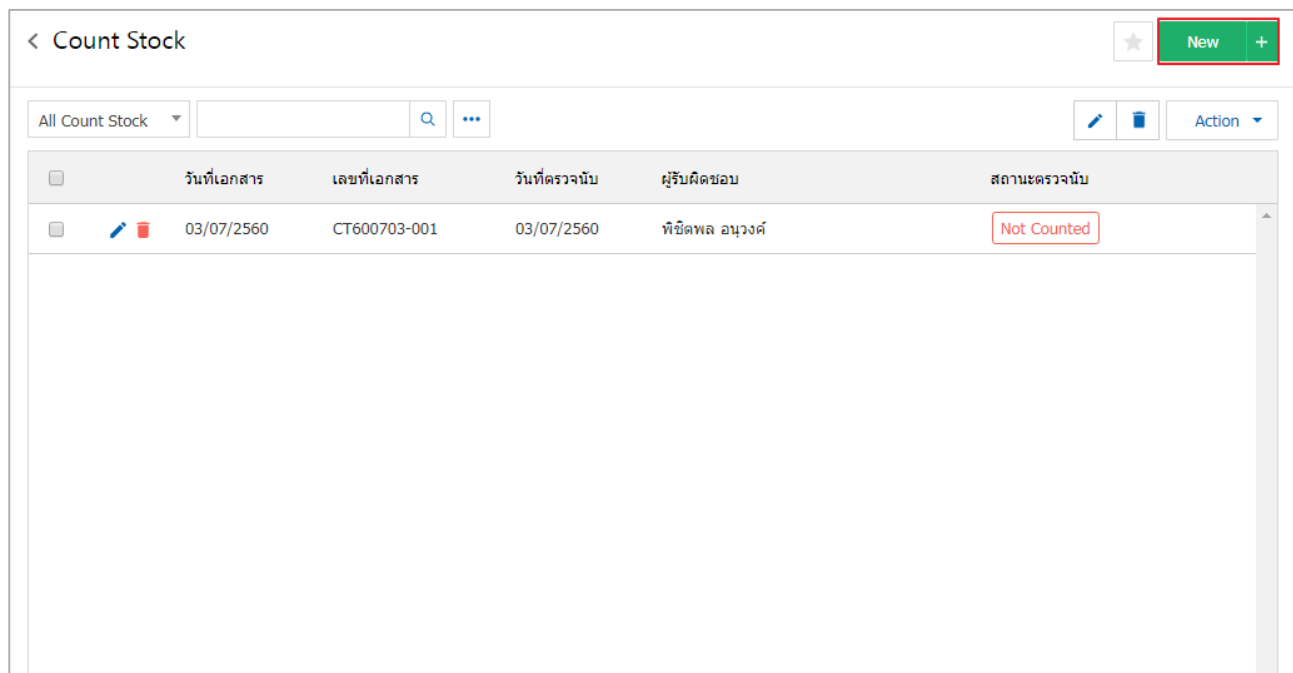 < Count Stock New +
All Count Stock Action
วันที่เอกสาร เลขที่เอกสาร วันที่ตรวจนับ ผู้รับผิดชอบ สถานะตรวจนับ
03/07/2560 CT600703-001 03/07/2560 พิชิตพล อนุวงค์ Not Counted